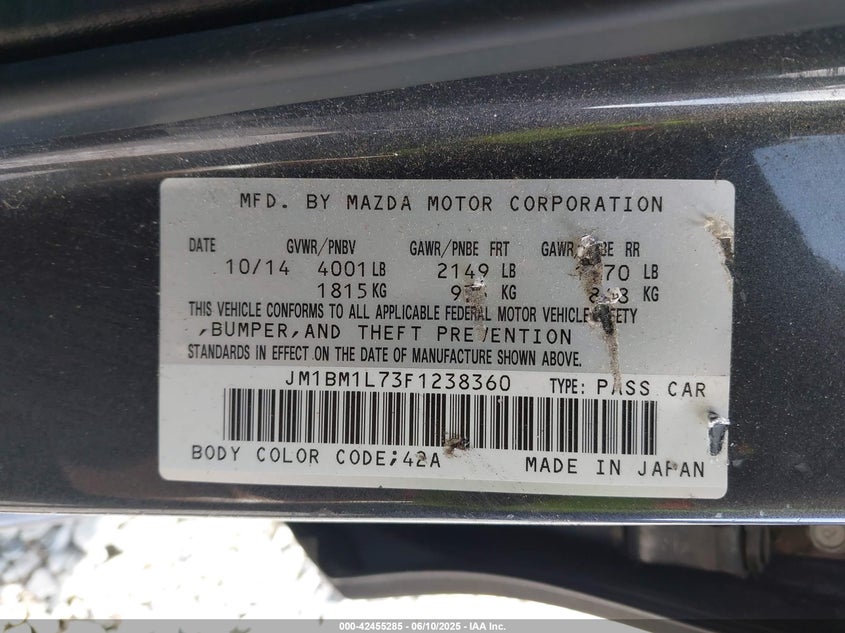 MFD. BY MAZDA MOTOR CORPORATION
DATE GVWR/PNBV GAWR/PNBE FRT RR
10/14 4001 LB 2149 LB LB
1815 KG KG KG
THIS VEHICLE CONFORMS TO ALL APPLICABLE FEDERAL MOTOR VEHICLE SAFETY
,BUMPER,AND THEFT PREVENTION
STANDARDS IN EFFECT ON THE DATE OF MANUFACTURE SHOWN ABOVE.
JM1BM1L73F1238360 TYPE: PASS CAR
BODY COLOR CODE;42A MADE IN JAPAN
000-42455285 - 06/10/2025 - IAA Inc.